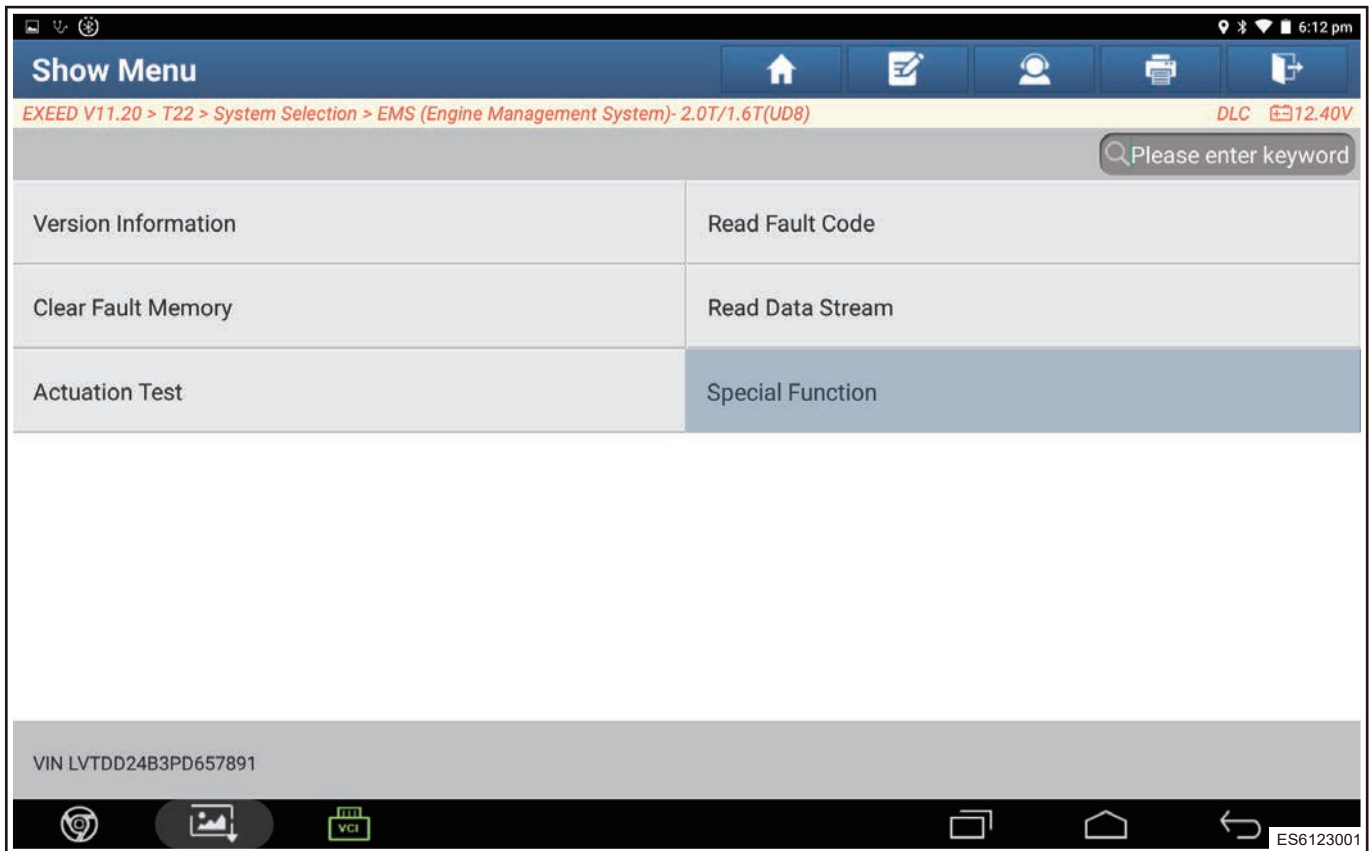 6:12 pm
Show Menu
EXEED V11.20 > T22 > System Selection > EMS (Engine Management System)- 2.0T/1.6T(UD8)
DLC 12.40V
Please enter keyword
Version Information
Read Fault Code
Clear Fault Memory
Read Data Stream
Actuation Test
Special Function
VIN LVTDD24B3PD657891
VCI
ES6123001